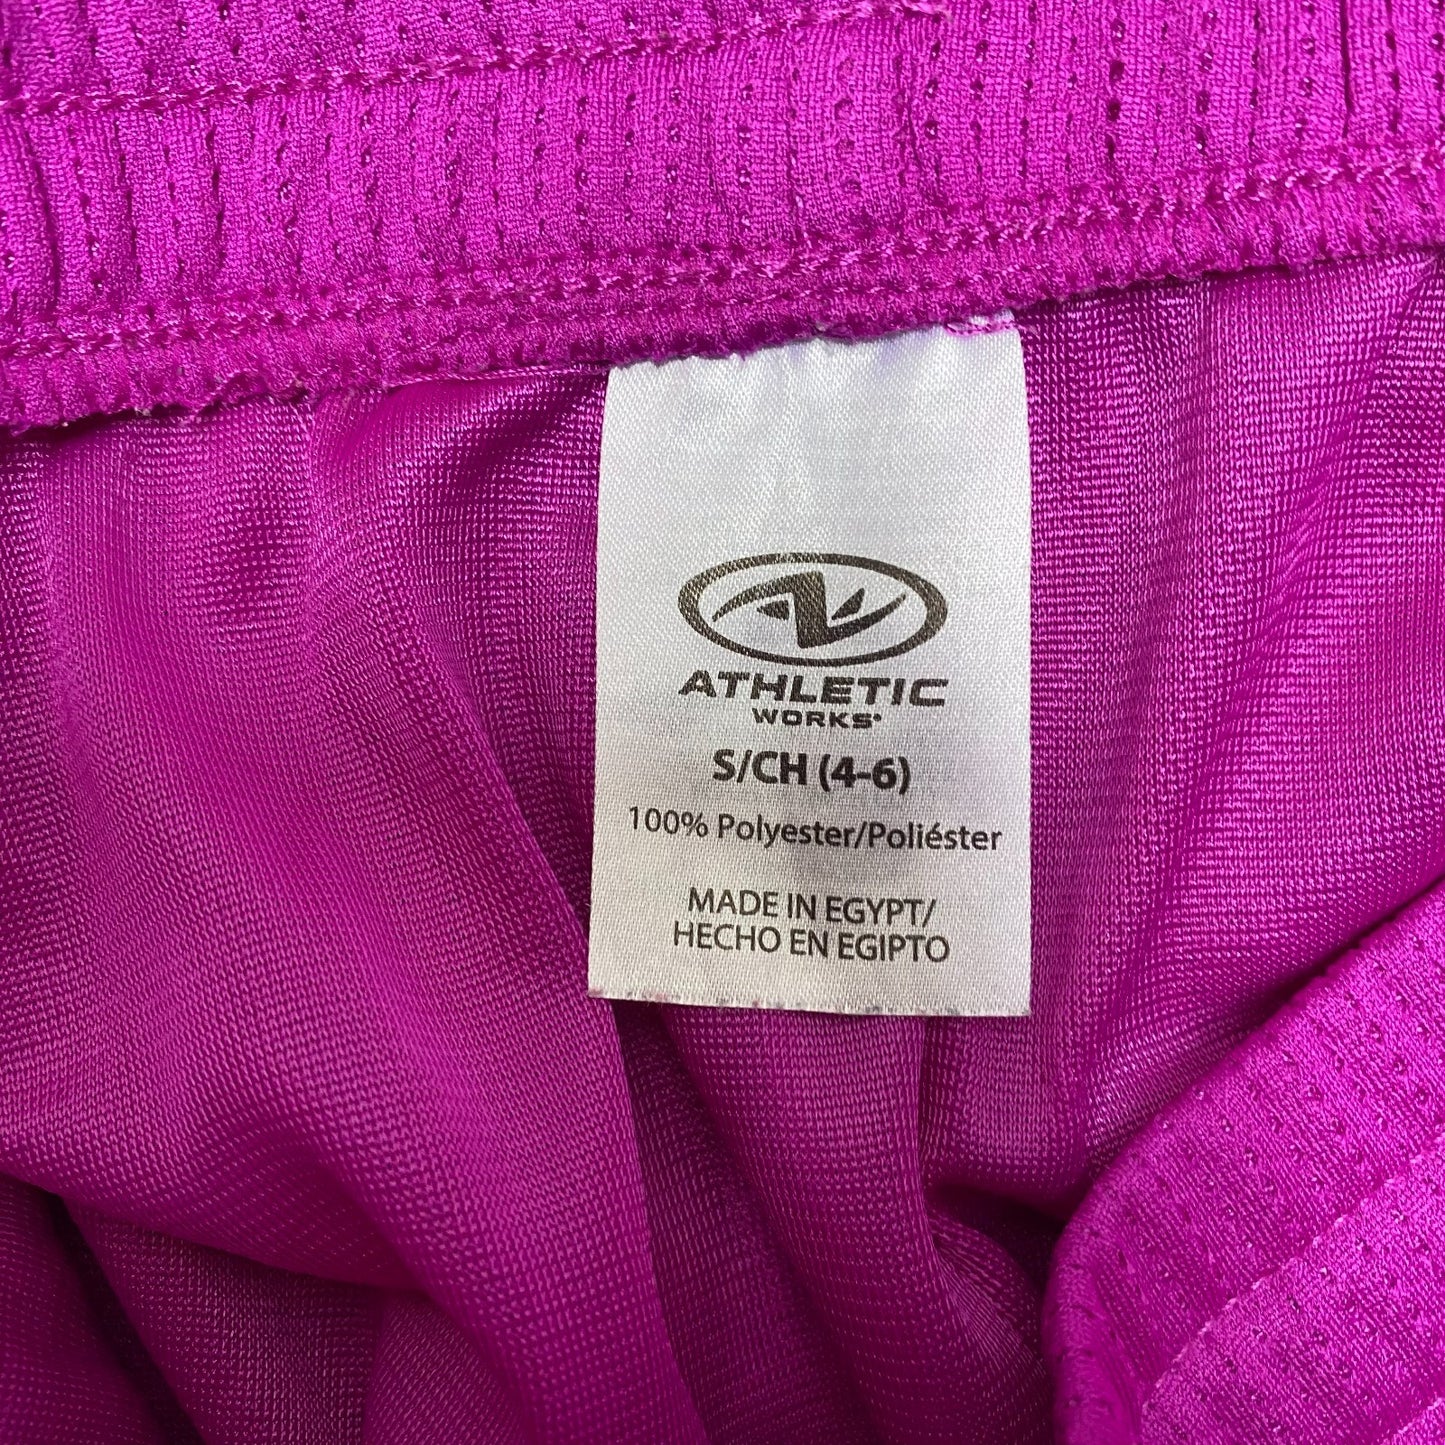 ATHLETIC
WORKS®
S/CH (4-6)
100% Polyester/Poliéster
MADE IN EGYPT/
HECHO EN EGIPTO